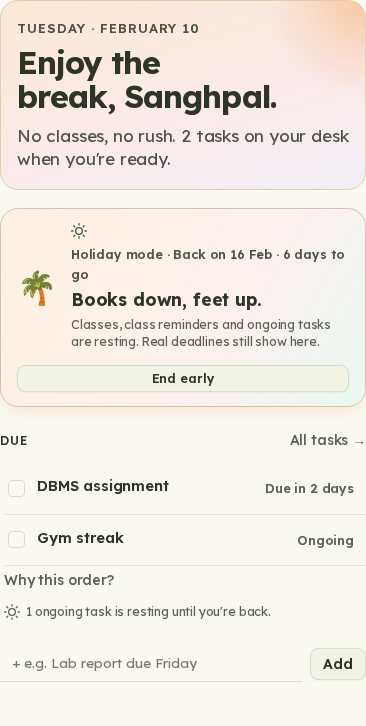 TUESDAY · FEBRUARY 10
Enjoy the
break, Sanghpal.
No classes, no rush. 2 tasks on your desk
when you're ready.
Holiday mode · Back on 16 Feb · 6 days to
go
Books down, feet up.
Classes, class reminders and ongoing tasks
are resting. Real deadlines still show here.
End early
DUE
All tasks →
DBMS assignment
Due in 2 days
Gym streak
Ongoing
Why this order?
1 ongoing task is resting until you're back.
+ e.g. Lab report due Friday
Add